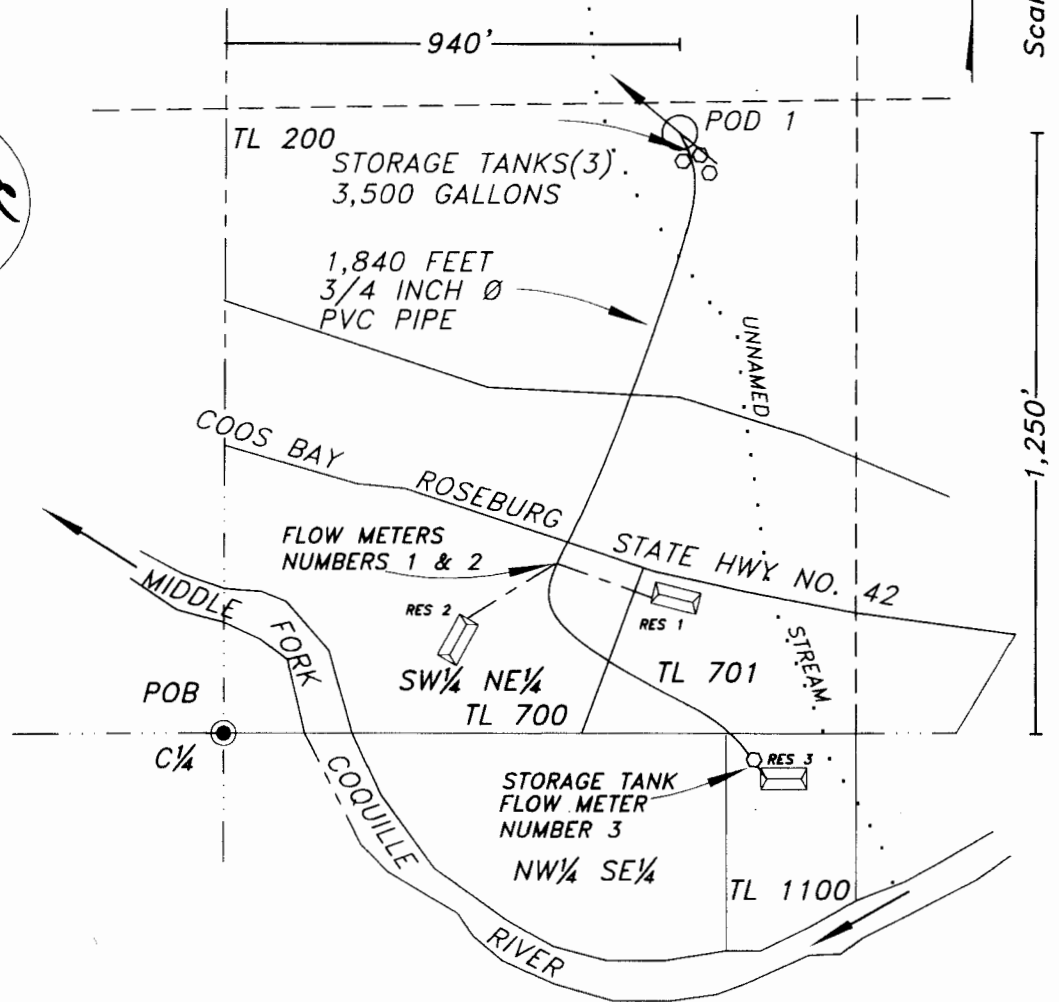 940'
POD 1
TL 200
STORAGE TANKS(3)
3,500 GALLONS
1,840 FEET
3/4 INCH Ø
PVC PIPE
UNNAMED
STREAM
1,250'
COOS BAY ROSEBURG STATE HWY. NO. 42
FLOW METERS
NUMBERS 1 & 2
RES 2
RES 1
MIDDLE FORK COQUILLE RIVER
SW¼ NE¼
TL 700
TL 701
POB
C¼
RES 3
STORAGE TANK
FLOW METER
NUMBER 3
NW¼ SE¼
TL 1100